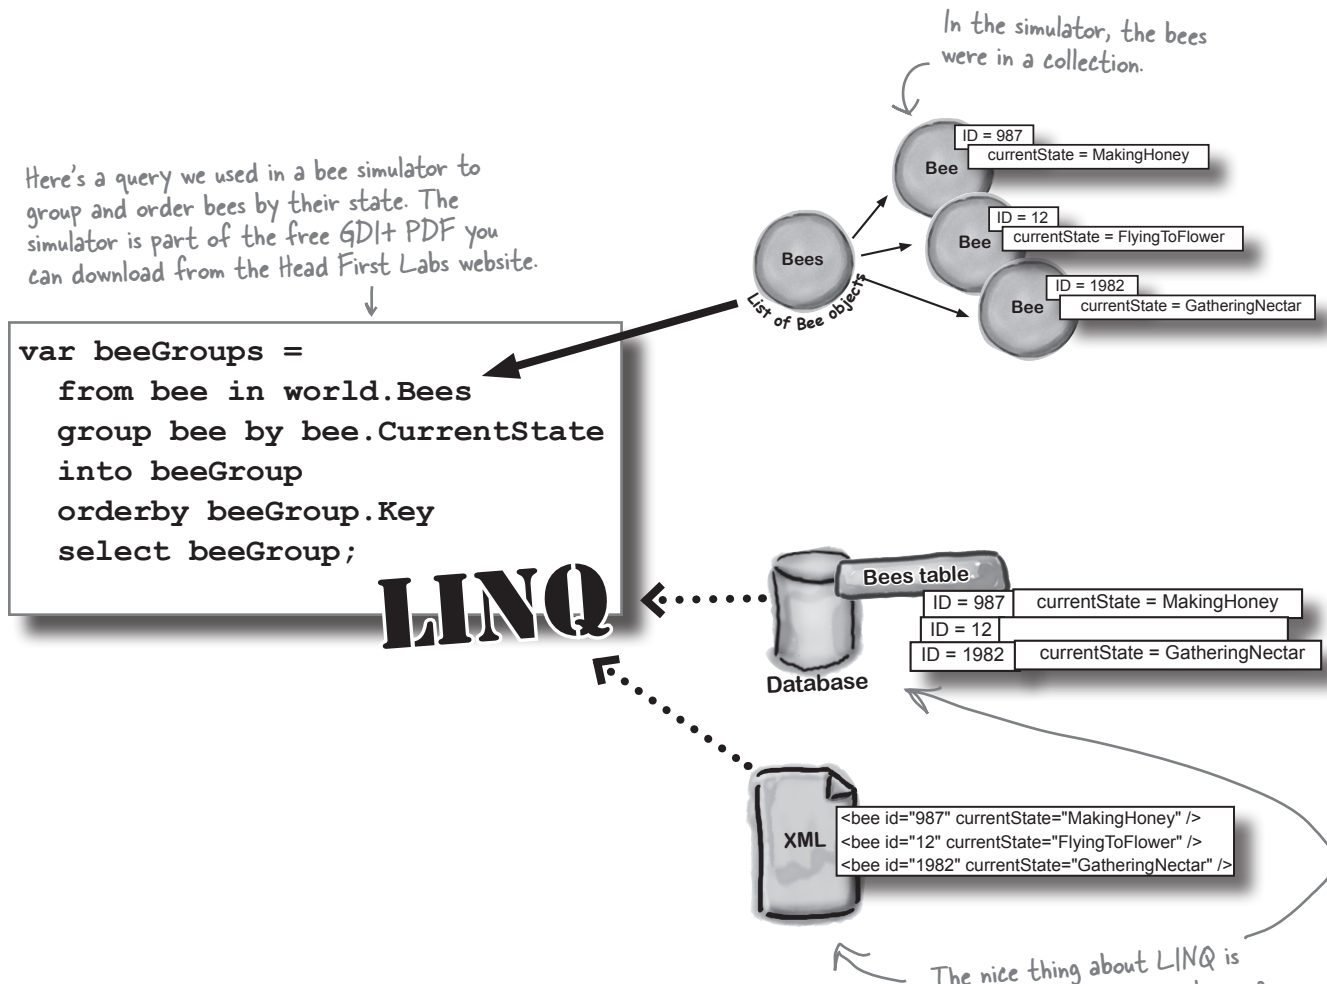 In the simulator, the bees
were in a collection.
Here's a query we used in a bee simulator to
group and order bees by their state. The
simulator is part of the free GDI+ PDF you
can download from the Head First Labs website.
ID = 987
currentState = MakingHoney
Bee
ID = 12
currentState = FlyingToFlower
Bee
ID = 1982
currentState = GatheringNectar
Bee
Bees
List of Bee objects
var beeGroups =
from bee in world.Bees
group bee by bee.CurrentState
into beeGroup
orderby beeGroup.Key
select beeGroup;
LINQ
Bees table
ID = 987 currentState = MakingHoney
ID = 12
ID = 1982 currentState = GatheringNectar
Database
XML
<bee id="987" currentState="MakingHoney" />
<bee id="12" currentState="FlyingToFlower" />
<bee id="1982" currentState="GatheringNectar" />
The nice thing about LINQ is